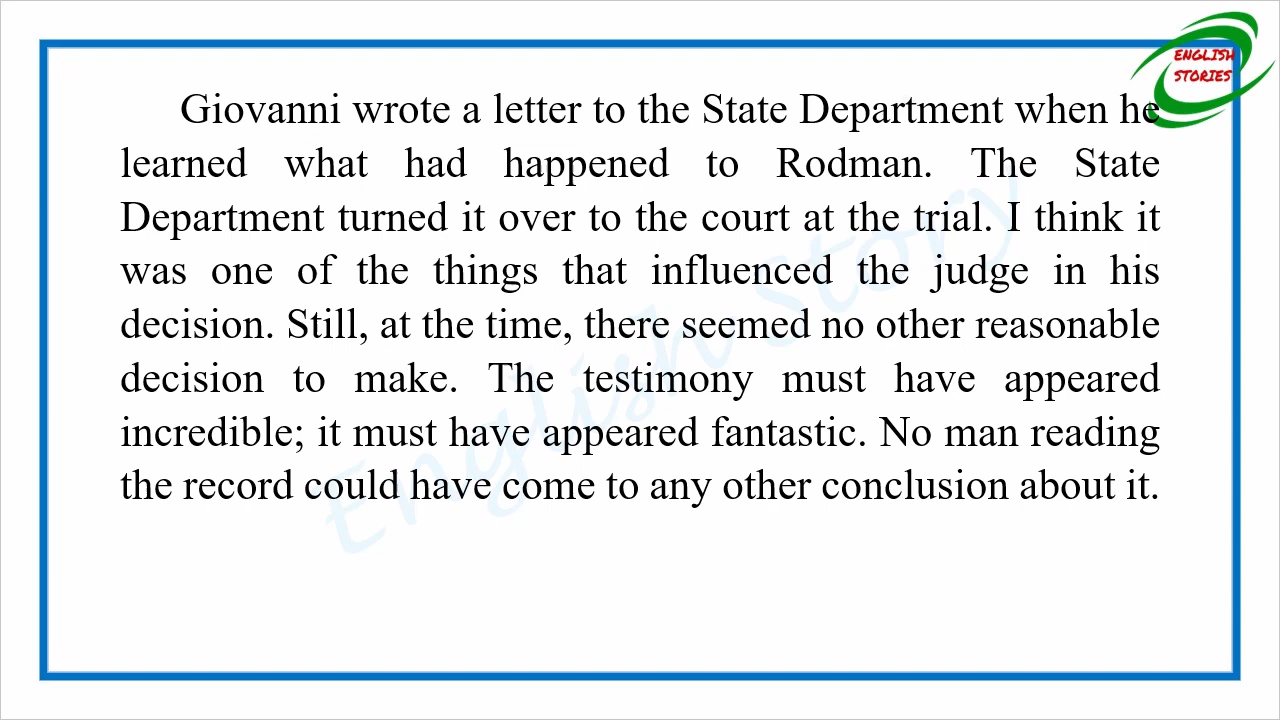 ENGLISH
STORIES
Giovanni wrote a letter to the State Department when he
learned what had happened to Rodman. The State
Department turned it over to the court at the trial. I think it
was one of the things that influenced the judge in his
decision. Still, at the time, there seemed no other reasonable
decision to make. The testimony must have appeared
incredible; it must have appeared fantastic. No man reading
the record could have come to any other conclusion about it.
English Story